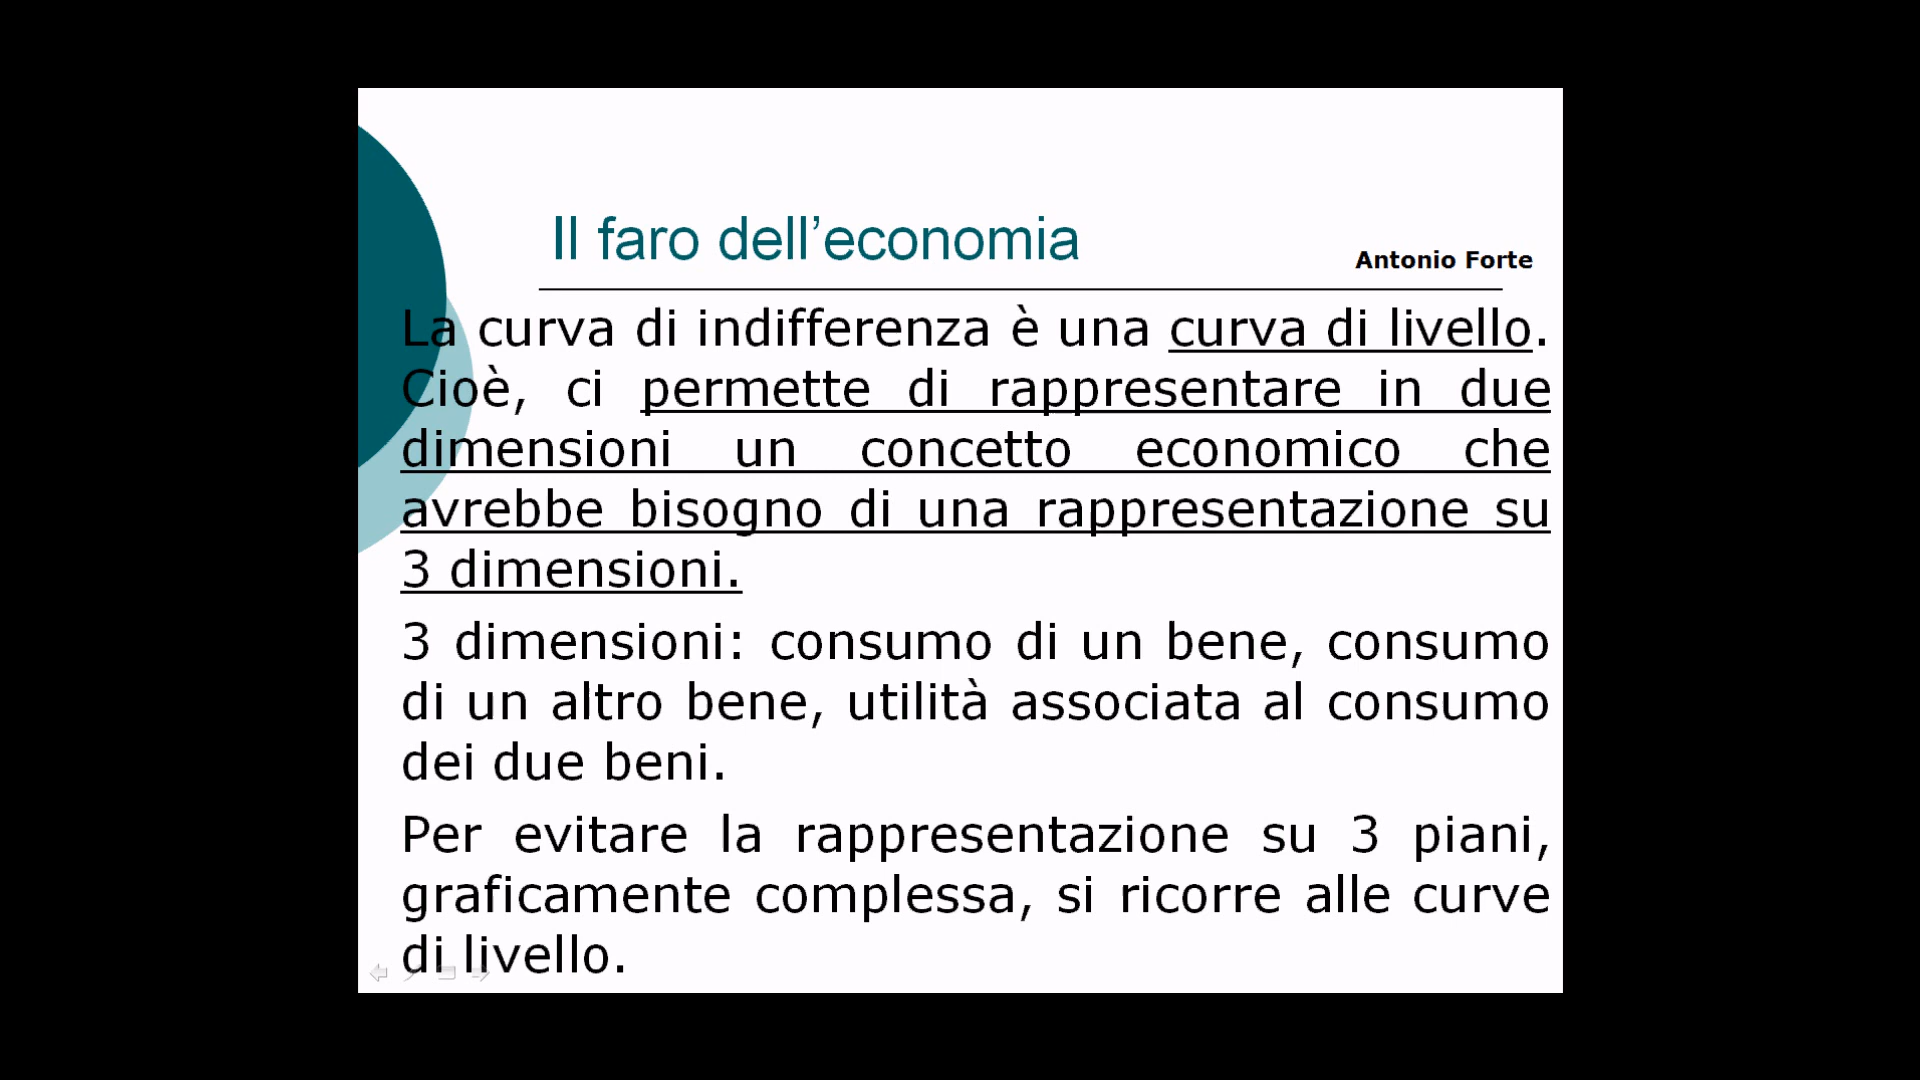 Il faro dell’economia
Antonio Forte
La curva di indifferenza è una curva di livello.
Cioè, ci permette di rappresentare in due
dimensioni un concetto economico che
avrebbe bisogno di una rappresentazione su
3 dimensioni.
3 dimensioni: consumo di un bene, consumo
di un altro bene, utilità associata al consumo
dei due beni.
Per evitare la rappresentazione su 3 piani,
graficamente complessa, si ricorre alle curve
di livello.